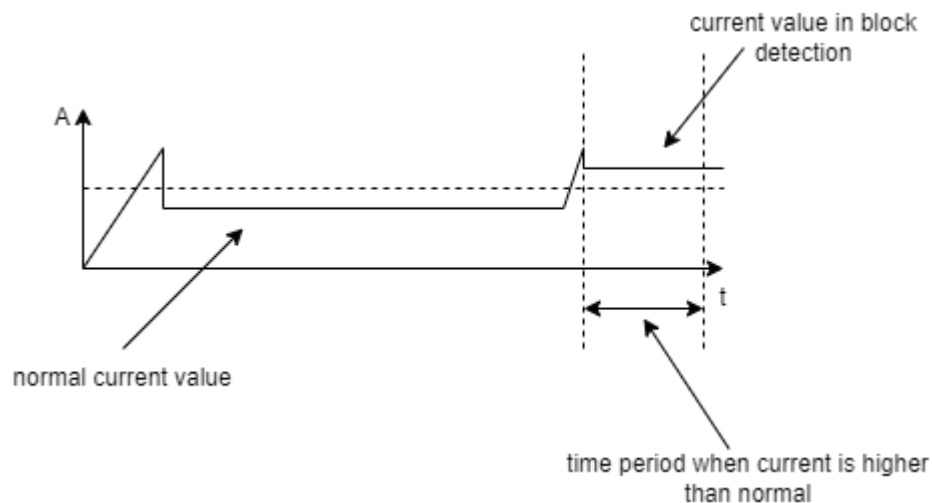 current value in block
detection
A
t
normal current value
time period when current is higher
than normal